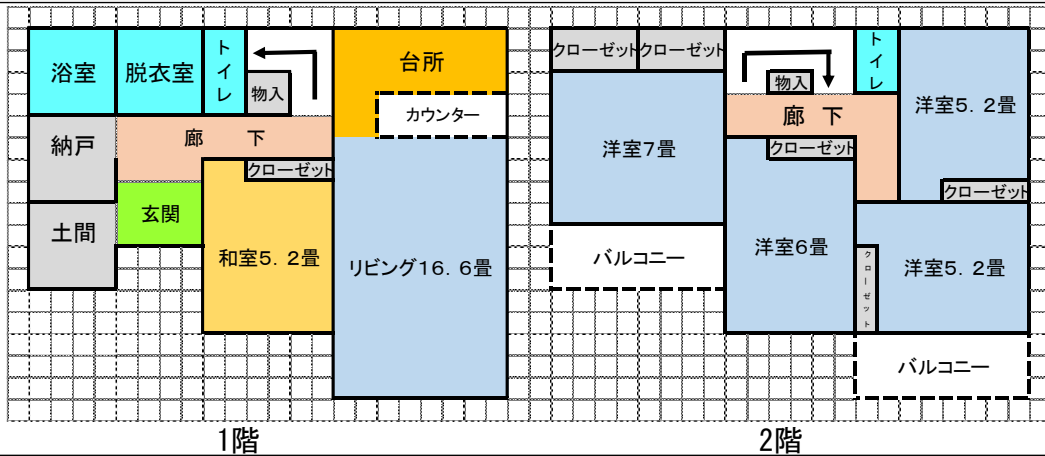 浴室
脱衣室
トイレ
物入
台所
カウンター
納戸
廊 下
クローゼット
玄関
土間
和室5.2畳
リビング16.6畳
1階
クローゼット
クローゼット
物入
トイレ
洋室5.2畳
廊 下
洋室7畳
クローゼット
クローゼット
洋室6畳
バルコニー
クローゼット
洋室5.2畳
バルコニー
2階